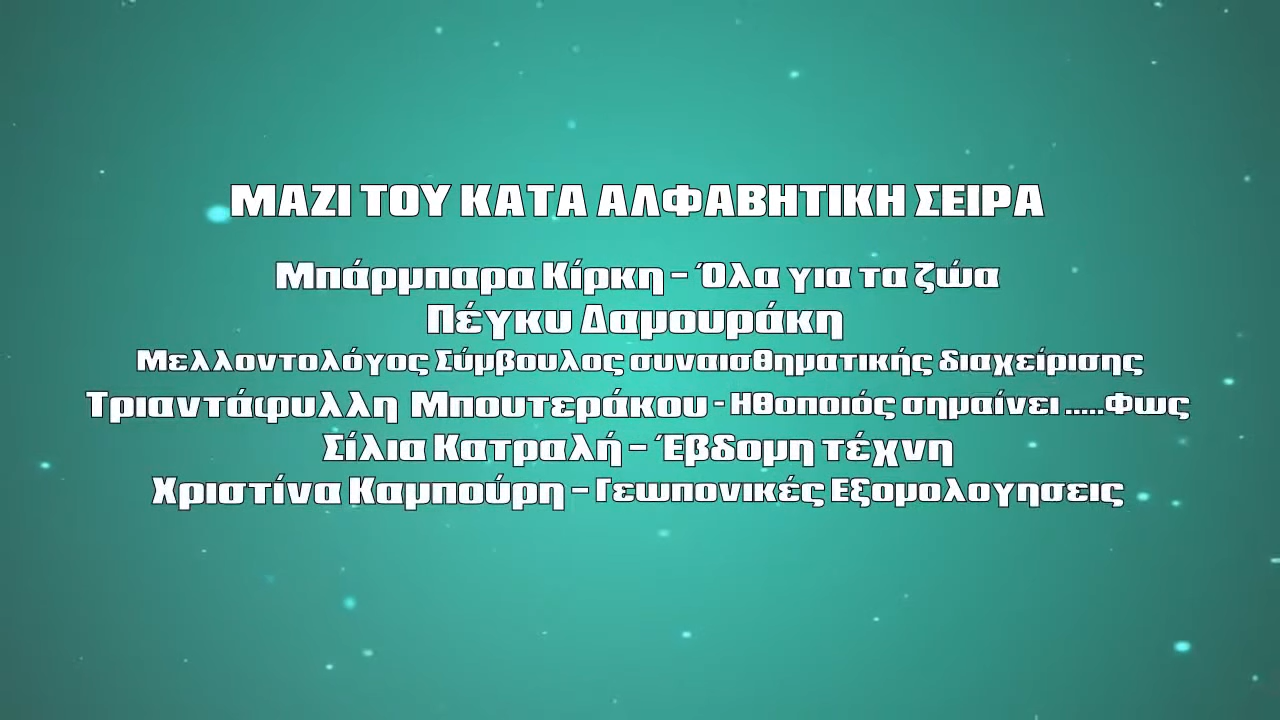 ΜΑΖΙ ΤΟΥ ΚΑΤΑ ΑΛΦΑΒΗΤΙΚΗ ΣΕΙΡΑ
Μπάρμπαρα Κίρκη – Όλα για τα ζώα
Πέγκυ Δαμουράκη
Μελλοντολόγος Σύμβουλος συναισθηματικής διαχείρισης
Τριαντάφυλλη Μπουτεράκου - Ηθοποιός σημαίνει .....Φως
Σίλια Κατραλή – Έβδομη τέχνη
Χριστίνα Καμπούρη – Γεωπονικές Εξομολογησεις